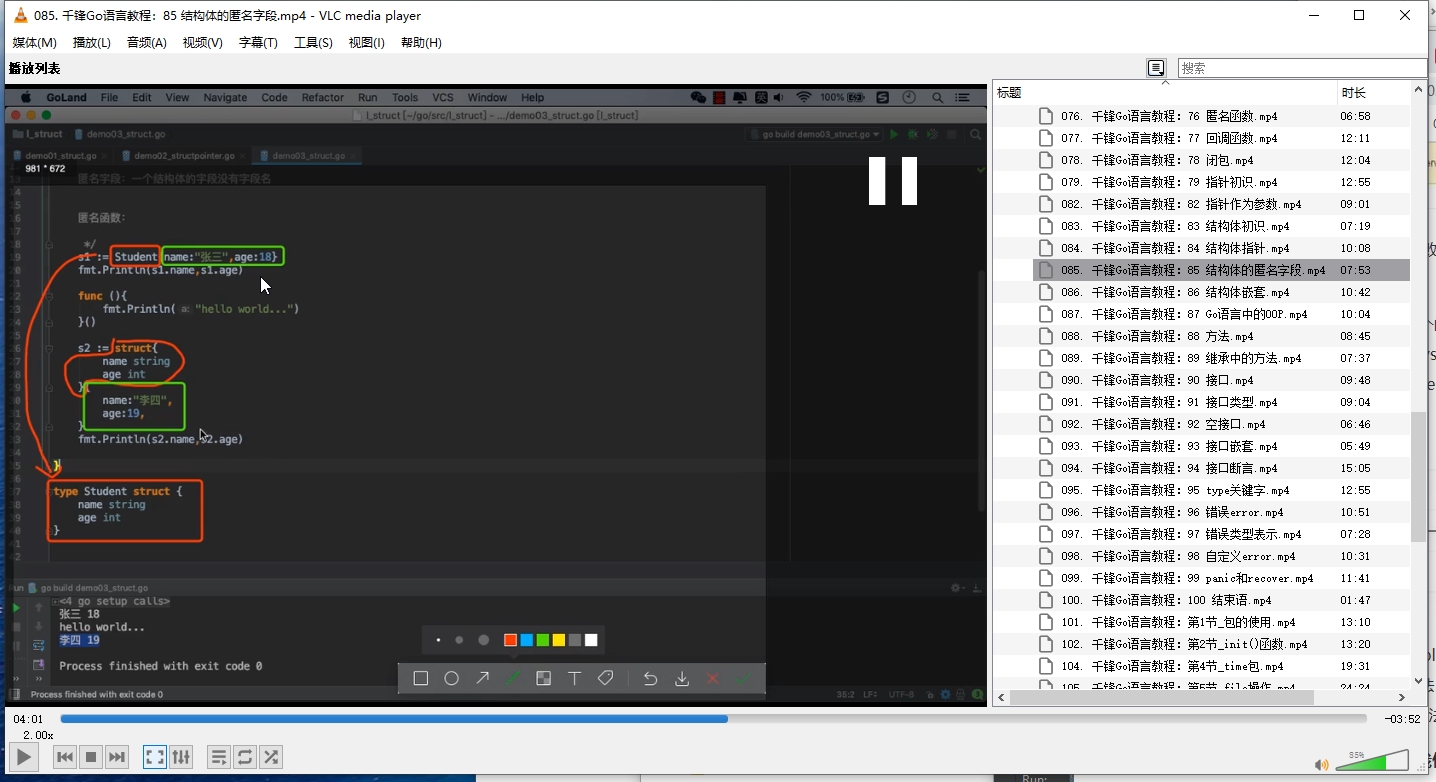 085. 千锋Go语言教程：85 结构体的匿名字段.mp4 - VLC media player
媒体(M) 播放(L) 音频(A) 视频(V) 字幕(T) 工具(S) 视图(I) 帮助(H)
播放列表
搜索
GoLand File Edit View Navigate Code Refactor Run Tools VCS Window Help
100%
l_struct [~/go/src/l_struct] - .../demo03_struct.go [l_struct]
l_struct demo03_struct.go
go build demo03_struct.go
demo01_struct.go demo02_structpointer.go demo03_struct.go
981 * 672
匿名字段：一个结构体的字段没有字段名
匿名函数：
*/
s1 := Student{name:"张三",age:18}
fmt.Println(s1.name,s1.age)
func (){
fmt.Println( a: "hello world...")
}()
s2 := struct{
name string
age int
}{
name:"李四",
age:19,
}
fmt.Println(s2.name,s2.age)
}
type Student struct {
name string
age int
}
Run go build demo03_struct.go
<4 go setup calls>
张三 18
hello world...
李四 19
Process finished with exit code 0
Process finished with exit code 0
35:2 LF: UTF-8
标题 时长
076. 千锋Go语言教程：76 匿名函数.mp4 06:58
077. 千锋Go语言教程：77 回调函数.mp4 12:11
078. 千锋Go语言教程：78 闭包.mp4 12:04
079. 千锋Go语言教程：79 指针初识.mp4 12:55
082. 千锋Go语言教程：82 指针作为参数.mp4 09:01
083. 千锋Go语言教程：83 结构体初识.mp4 07:19
084. 千锋Go语言教程：84 结构体指针.mp4 10:08
085. 千锋Go语言教程：85 结构体的匿名字段.mp4 07:53
086. 千锋Go语言教程：86 结构体嵌套.mp4 10:42
087. 千锋Go语言教程：87 Go语言中的OOP.mp4 10:04
088. 千锋Go语言教程：88 方法.mp4 08:45
089. 千锋Go语言教程：89 继承中的方法.mp4 07:37
090. 千锋Go语言教程：90 接口.mp4 09:48
091. 千锋Go语言教程：91 接口类型.mp4 09:04
092. 千锋Go语言教程：92 空接口.mp4 06:46
093. 千锋Go语言教程：93 接口嵌套.mp4 05:49
094. 千锋Go语言教程：94 接口断言.mp4 15:05
095. 千锋Go语言教程：95 type关键字.mp4 12:55
096. 千锋Go语言教程：96 错误error.mp4 10:51
097. 千锋Go语言教程：97 错误类型表示.mp4 07:28
098. 千锋Go语言教程：98 自定义error.mp4 10:31
099. 千锋Go语言教程：99 panic和recover.mp4 11:41
100. 千锋Go语言教程：100 结束语.mp4 01:47
101. 千锋Go语言教程：第1节_包的使用.mp4 13:10
102. 千锋Go语言教程：第2节_init()函数.mp4 13:20
104. 千锋Go语言教程：第4节_time包.mp4 19:31
105. 千锋Go语言教程：第5节_file操作.mp4 24:24
04:01 -03:52
2.00x
85%
Run: